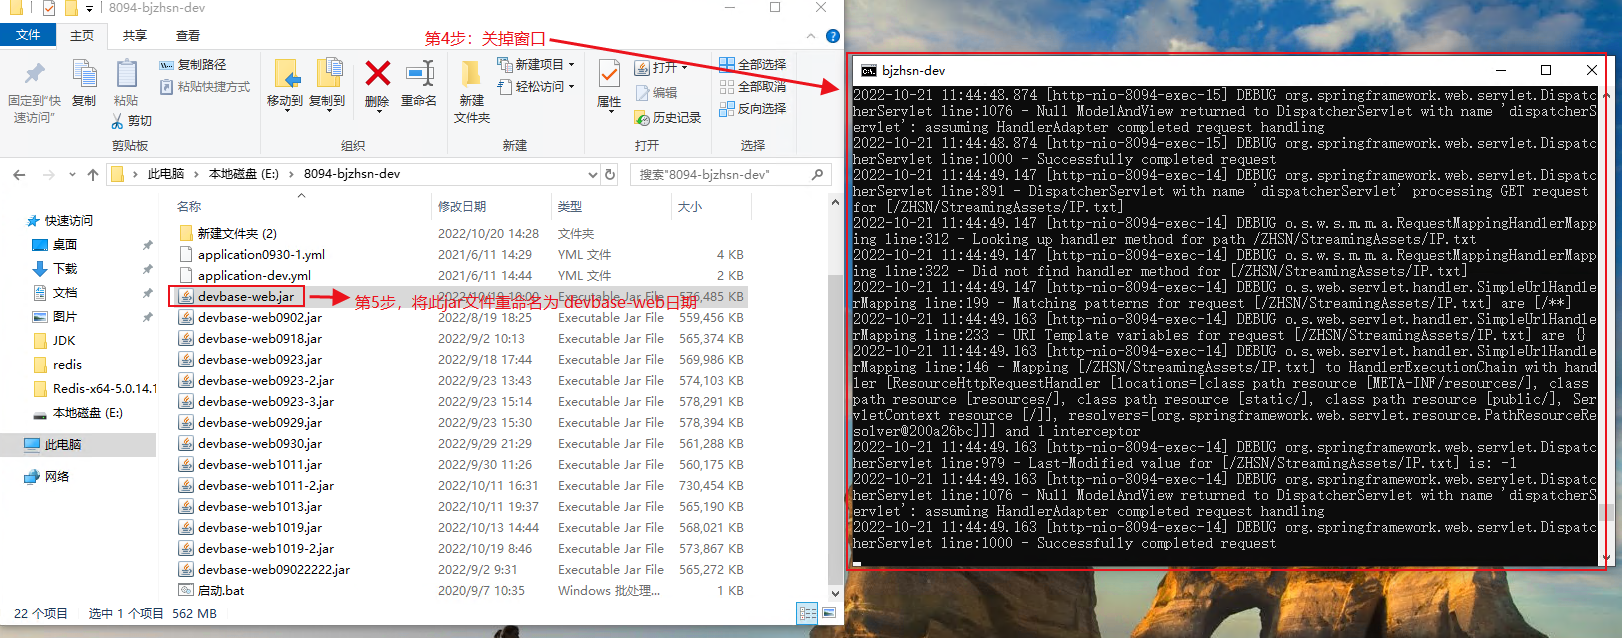 8094-bjzhsn-dev
文件 主页 共享 查看
第4步：关掉窗口
固定到"快速访问"
复制
粘贴
复制路径
粘贴快捷方式
剪切
剪贴板
移动到 复制到 删除 重命名
组织
新建文件夹
新建项目
轻松访问
新建
属性
打开
编辑
历史记录
打开
全部选择
全部取消
反向选择
选择
此电脑 › 本地磁盘 (E:) › 8094-bjzhsn-dev
搜索"8094-bjzhsn-dev"
快速访问
桌面
下载
文档
图片
JDK
redis
Redis-x64-5.0.14.1
本地磁盘 (E:)
此电脑
网络
名称 修改日期 类型 大小
新建文件夹 (2) 2022/10/20 14:28 文件夹
application0930-1.yml 2021/6/11 14:29 YML 文件 4 KB
application-dev.yml 2021/6/11 14:44 YML 文件 2 KB
devbase-web.jar Executable Jar File 485 KB
第5步，将此jar文件重命名为 devbase-web日期
devbase-web0902.jar 2022/8/19 18:25 Executable Jar File 559,456 KB
devbase-web0918.jar 2022/9/2 10:13 Executable Jar File 565,374 KB
devbase-web0923.jar 2022/9/18 17:44 Executable Jar File 569,986 KB
devbase-web0923-2.jar 2022/9/23 13:43 Executable Jar File 574,103 KB
devbase-web0923-3.jar 2022/9/23 15:14 Executable Jar File 578,291 KB
devbase-web0929.jar 2022/9/23 15:30 Executable Jar File 578,394 KB
devbase-web0930.jar 2022/9/29 21:29 Executable Jar File 561,288 KB
devbase-web1011.jar 2022/9/30 11:26 Executable Jar File 560,175 KB
devbase-web1011-2.jar 2022/10/11 16:31 Executable Jar File 730,454 KB
devbase-web1013.jar 2022/10/11 19:37 Executable Jar File 565,190 KB
devbase-web1019.jar 2022/10/13 14:44 Executable Jar File 568,021 KB
devbase-web1019-2.jar 2022/10/19 8:46 Executable Jar File 573,867 KB
devbase-web09022222.jar 2022/9/2 9:31 Executable Jar File 565,272 KB
启动.bat 2020/9/7 10:35 Windows 批处理... 1 KB
22 个项目 选中 1 个项目 562 MB
bjzhsn-dev
2022-10-21 11:44:48.874 [http-nio-8094-exec-15] DEBUG org.springframework.web.servlet.Dispatc
herServlet line:1076 - Null ModelAndView returned to DispatcherServlet with name 'dispatcherS
ervlet': assuming HandlerAdapter completed request handling
2022-10-21 11:44:48.874 [http-nio-8094-exec-15] DEBUG org.springframework.web.servlet.Dispatc
herServlet line:1000 - Successfully completed request
2022-10-21 11:44:49.147 [http-nio-8094-exec-14] DEBUG org.springframework.web.servlet.Dispatc
herServlet line:891 - DispatcherServlet with name 'dispatcherServlet' processing GET request
for [/ZHSN/StreamingAssets/IP.txt]
2022-10-21 11:44:49.147 [http-nio-8094-exec-14] DEBUG o.s.w.s.m.m.a.RequestMappingHandlerMapp
ing line:312 - Looking up handler method for path /ZHSN/StreamingAssets/IP.txt
2022-10-21 11:44:49.147 [http-nio-8094-exec-14] DEBUG o.s.w.s.m.m.a.RequestMappingHandlerMapp
ing line:322 - Did not find handler method for [/ZHSN/StreamingAssets/IP.txt]
2022-10-21 11:44:49.147 [http-nio-8094-exec-14] DEBUG o.s.web.servlet.handler.SimpleUrlHandle
rMapping line:199 - Matching patterns for request [/ZHSN/StreamingAssets/IP.txt] are [/**]
2022-10-21 11:44:49.163 [http-nio-8094-exec-14] DEBUG o.s.web.servlet.handler.SimpleUrlHandle
rMapping line:233 - URI Template variables for request [/ZHSN/StreamingAssets/IP.txt] are {}
2022-10-21 11:44:49.163 [http-nio-8094-exec-14] DEBUG o.s.web.servlet.handler.SimpleUrlHandle
rMapping line:146 - Mapping [/ZHSN/StreamingAssets/IP.txt] to HandlerExecutionChain with hand
ler [ResourceHttpRequestHandler [locations=[class path resource [META-INF/resources/], class
path resource [resources/], class path resource [static/], class path resource [public/], Ser
vletContext resource [/]], resolvers=[org.springframework.web.servlet.resource.PathResourceRe
solver@200a26bc]]] and 1 interceptor
2022-10-21 11:44:49.163 [http-nio-8094-exec-14] DEBUG org.springframework.web.servlet.Dispatc
herServlet line:979 - Last-Modified value for [/ZHSN/StreamingAssets/IP.txt] is: -1
2022-10-21 11:44:49.163 [http-nio-8094-exec-14] DEBUG org.springframework.web.servlet.Dispatc
herServlet line:1076 - Null ModelAndView returned to DispatcherServlet with name 'dispatcherS
ervlet': assuming HandlerAdapter completed request handling
2022-10-21 11:44:49.163 [http-nio-8094-exec-14] DEBUG org.springframework.web.servlet.Dispatc
herServlet line:1000 - Successfully completed request